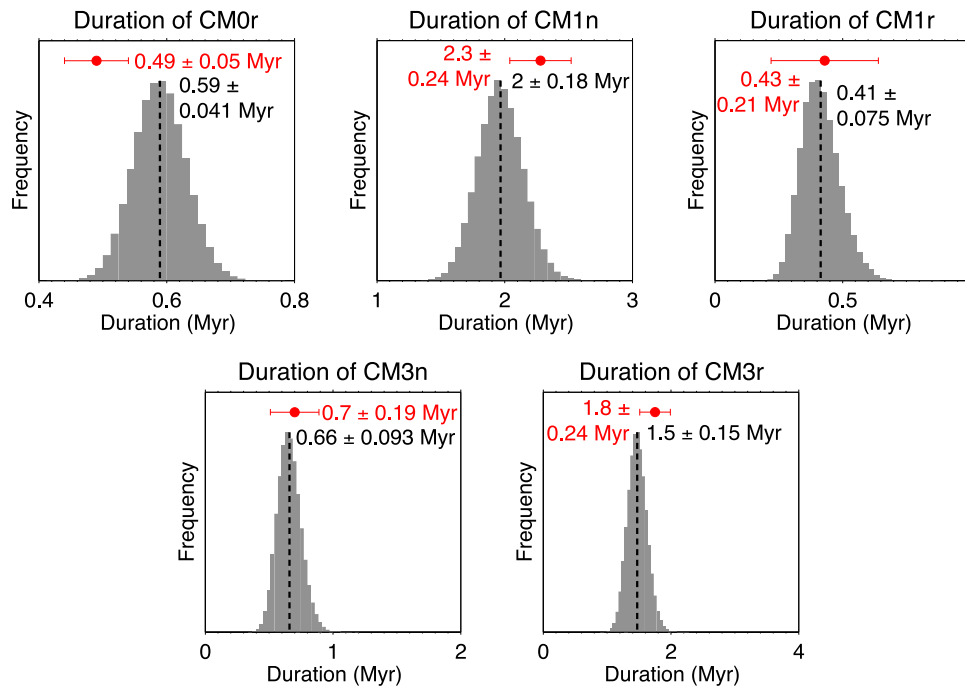 Duration of CM0r
Frequency
0.49 ± 0.05 Myr
0.59 ±
0.041 Myr
0.4
0.6
0.8
Duration (Myr)
Duration of CM1n
Frequency
2.3 ±
0.24 Myr
2 ± 0.18 Myr
1
2
3
Duration (Myr)
Duration of CM1r
Frequency
0.43 ±
0.21 Myr
0.41 ±
0.075 Myr
0
0.5
Duration (Myr)
Duration of CM3n
Frequency
0.7 ± 0.19 Myr
0.66 ± 0.093 Myr
0
1
2
Duration (Myr)
Duration of CM3r
Frequency
1.8 ±
0.24 Myr
1.5 ± 0.15 Myr
0
2
4
Duration (Myr)